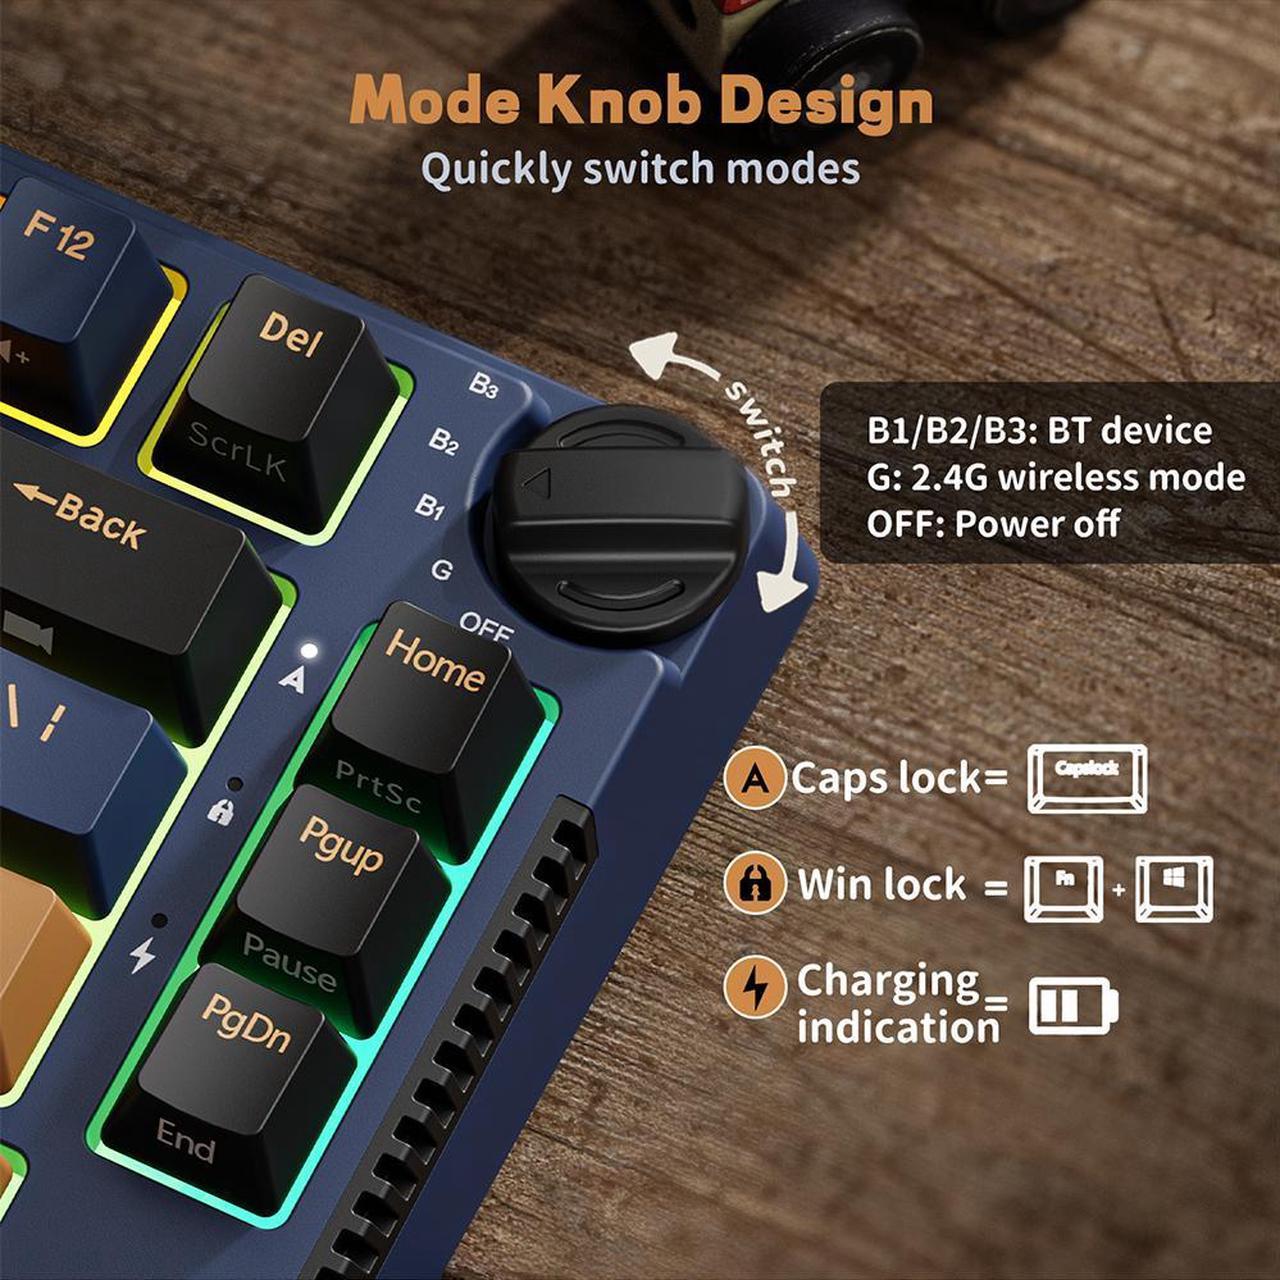 Mode Knob Design
Quickly switch modes
F12
Del
ScrLK
B3
B2
B1
G
OFF
switch
B1/B2/B3: BT device
G: 2.4G wireless mode
OFF: Power off
←Back
\ ¦
A
Home
PrtSc
Pgup
Pause
PgDn
End
A Caps lock= Capslock
Win lock = Fn +
Charging
indication =